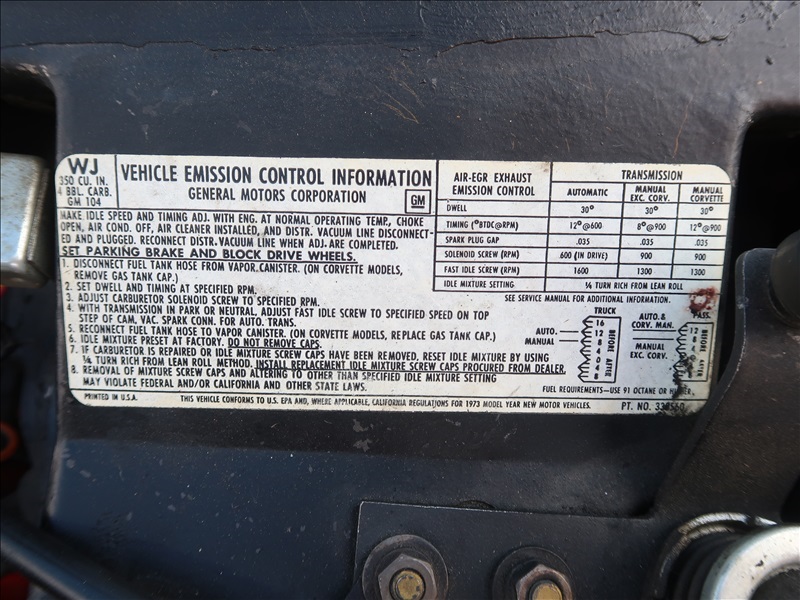 WJ
350 CU. IN.
4 BBL. CARB.
GM 104
VEHICLE EMISSION CONTROL INFORMATION
GENERAL MOTORS CORPORATION
GM
MAKE IDLE SPEED AND TIMING ADJ. WITH ENG. AT NORMAL OPERATING TEMP, CHOKE
OPEN, AIR COND. OFF, AIR CLEANER INSTALLED, AND DISTR. VACUUM LINE DISCONNECT-
ED AND PLUGGED. RECONNECT DISTR. VACUUM LINE WHEN ADJ. ARE COMPLETED.
SET PARKING BRAKE AND BLOCK DRIVE WHEELS.
1. DISCONNECT FUEL TANK HOSE FROM VAPOR CANISTER. (ON CORVETTE MODELS,
REMOVE GAS TANK CAP.)
2. SET DWELL AND TIMING AT SPECIFIED RPM.
3. ADJUST CARBURETOR SOLENOID SCREW TO SPECIFIED RPM.
4. WITH TRANSMISSION IN PARK OR NEUTRAL, ADJUST FAST IDLE SCREW TO SPECIFIED SPEED ON TOP
STEP OF CAM, VAC. SPARK CONN. FOR AUTO. TRANS.
5. RECONNECT FUEL TANK HOSE TO VAPOR CANISTER. (ON CORVETTE MODELS, REPLACE GAS TANK CAP.)
6. IDLE MIXTURE PRESET AT FACTORY. DO NOT REMOVE CAPS.
7. IF CARBURETOR IS REPAIRED OR IDLE MIXTURE SCREW CAPS HAVE BEEN REMOVED, RESET IDLE MIXTURE BY USING
¼ TURN RICH FROM LEAN ROLL METHOD. INSTALL REPLACEMENT IDLE MIXTURE SCREW CAPS PROCURED FROM DEALER.
8. REMOVAL OF MIXTURE SCREW CAPS AND ALTERING TO OTHER THAN SPECIFIED IDLE MIXTURE SETTING
MAY VIOLATE FEDERAL AND/OR CALIFORNIA AND OTHER STATE LAWS.
AIR-EGR EXHAUST
EMISSION CONTROL
TRANSMISSION
AUTOMATIC
MANUAL
EXC. CORV.
MANUAL
CORVETTE
DWELL 30° 30° 30°
TIMING (°BTDC@RPM) 12°@600 8°@900 12°@900
SPARK PLUG GAP .035 .035 .035
SOLENOID SCREW (RPM) 600 (IN DRIVE) 900 900
FAST IDLE SCREW (RPM) 1600 1300 1300
IDLE MIXTURE SETTING ¼ TURN RICH FROM LEAN ROLL
SEE SERVICE MANUAL FOR ADDITIONAL INFORMATION.
TRUCK
AUTO.
MANUAL
16
12
8
4
0
4
8
BEFORE
AFTER
AUTO. &
CORV. MAN.
MANUAL
EXC. CORV.
PASS.
12
8
BEFORE
AFTER
FUEL REQUIREMENTS—USE 91 OCTANE OR
PRINTED IN U.S.A.
THIS VEHICLE CONFORMS TO U.S. EPA AND, WHERE APPLICABLE, CALIFORNIA REGULATIONS FOR 1973 MODEL YEAR NEW MOTOR VEHICLES.
PT. NO.